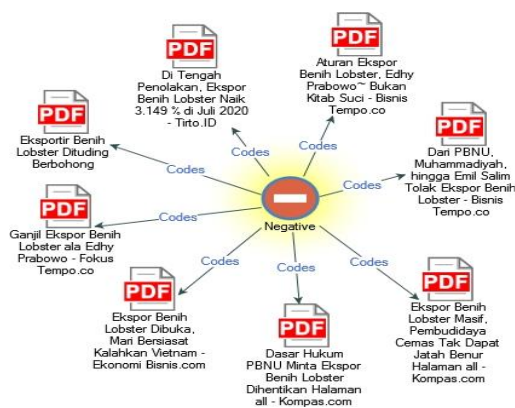 PDF
Di Tengah
Penolakan, Ekspor
Benih Lobster Naik
3.149 % di Juli 2020
- Tirto.ID
PDF
Aturan Ekspor
Benih Lobster, Edhy
Prabowo~ Bukan
Kitab Suci - Bisnis
Tempo.co
PDF
Eksportir Benih
Lobster Dituding
Berbohong
PDF
Dari PBNU,
Muhammadiyah,
hingga Emil Salim
Tolak Ekspor Benih
Lobster - Bisnis
Tempo.co
Codes
Codes
Codes
Codes
Negative
PDF
Ganjil Ekspor Benih
Lobster ala Edhy
Prabowo - Fokus
Tempo.co
Codes
Codes
Codes
Codes
PDF
Ekspor Benih
Lobster Dibuka,
Mari Bersiasat
Kalahkan Vietnam -
Ekonomi Bisnis.com
PDF
Dasar Hukum
PBNU Minta Ekspor
Benih Lobster
Dihentikan Halaman
all - Kompas.com
PDF
Ekspor Benih
Lobster Masif,
Pembudidaya
Cemas Tak Dapat
Jatah Benur
Halaman all -
Kompas.com